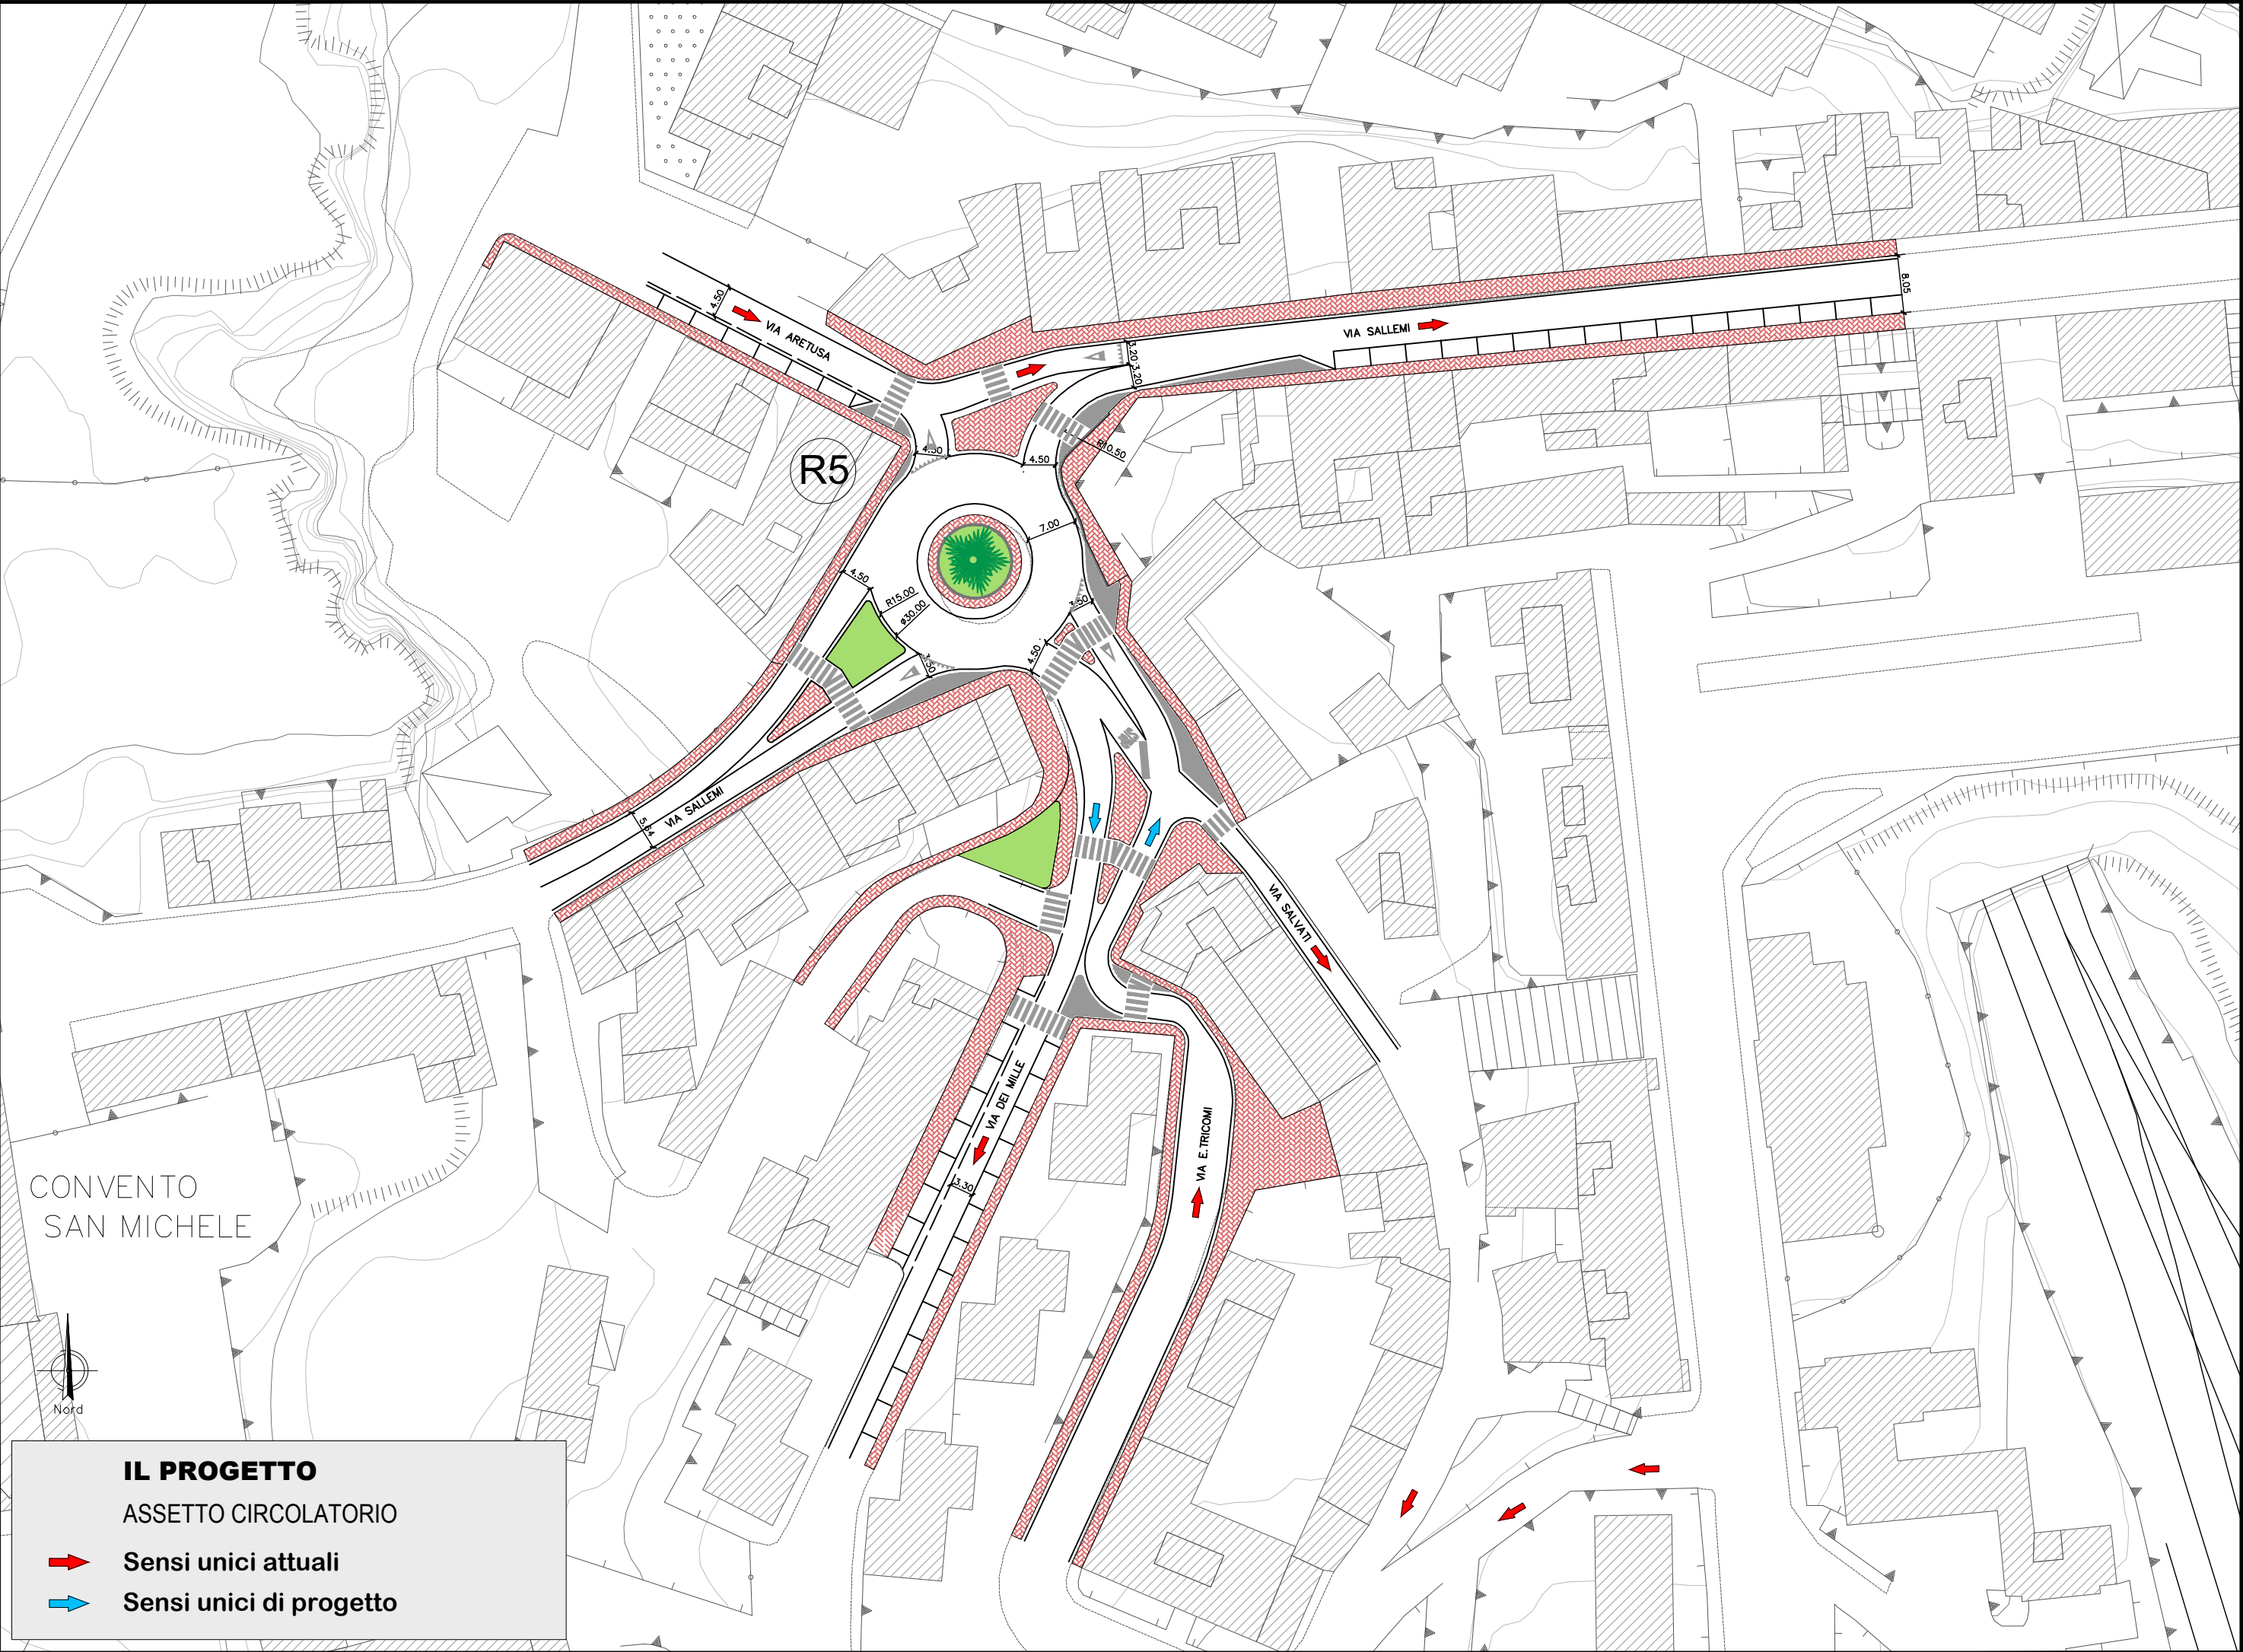 8.05
4.50
VIA ARETUSA
VIA SALLEMI
3.20
3.20
R5
4.50
4.50
R10.50
7.00
4.50
R15.00
ø30.00
3.50
4.50
3.50
BUS
VIA SALLEMI
5.64
VIA SALVATI
VIA DEI MILLE
VIA E.TRICOMI
3.30
CONVENTO
SAN MICHELE
Nord
IL PROGETTO
ASSETTO CIRCOLATORIO
Sensi unici attuali
Sensi unici di progetto